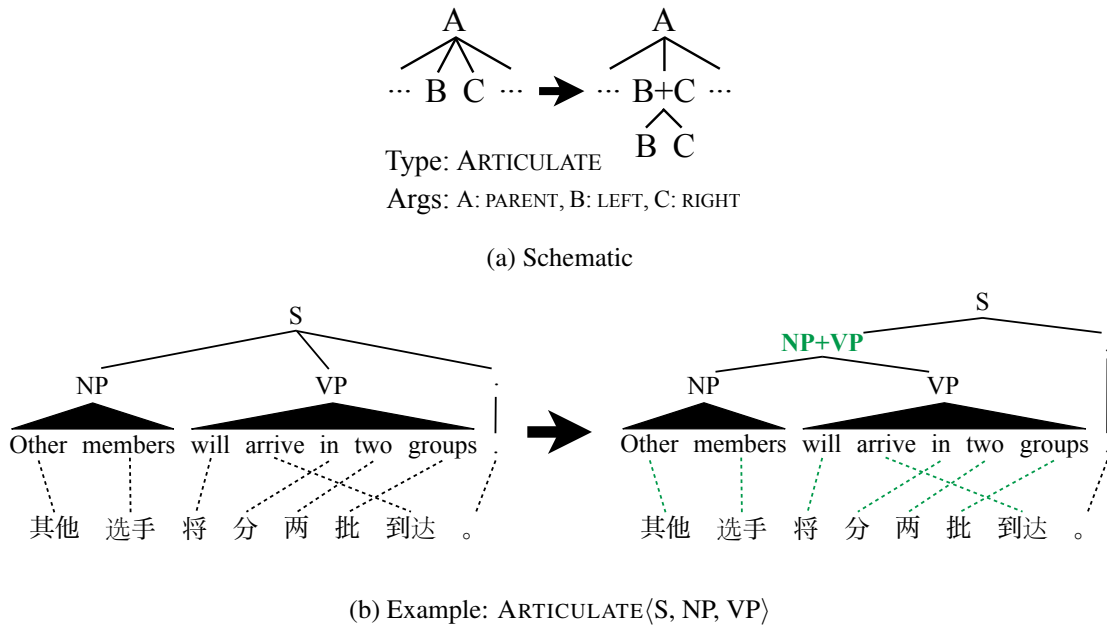 A A
··· B C ··· ··· B+C ···
B C
Type: ARTICULATE
Args: A: PARENT, B: LEFT, C: RIGHT
(a) Schematic
S S
NP+VP
NP VP . NP VP .
Other members will arrive in two groups . Other members will arrive in two groups .
其他 选手 将 分 两 批 到达 。 其他 选手 将 分 两 批 到达 。
(b) Example: ARTICULATE⟨S, NP, VP⟩